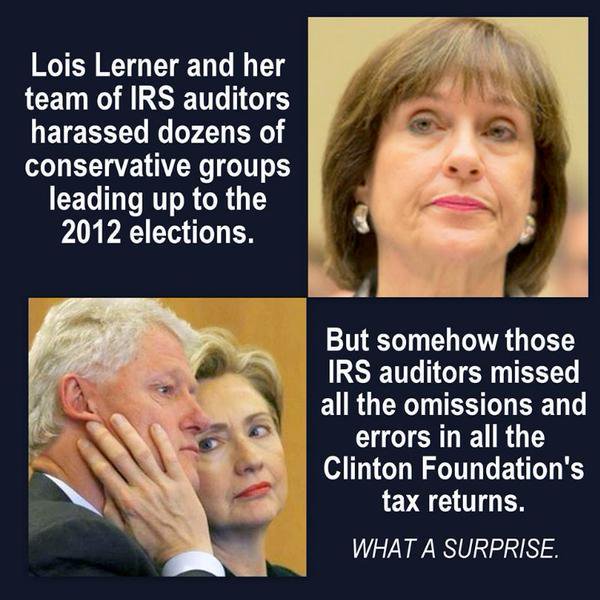 Lois Lerner and her
team of IRS auditors
harassed dozens of
conservative groups
leading up to the
2012 elections.
But somehow those
IRS auditors missed
all the omissions and
errors in all the
Clinton Foundation's
tax returns.
WHAT A SURPRISE.